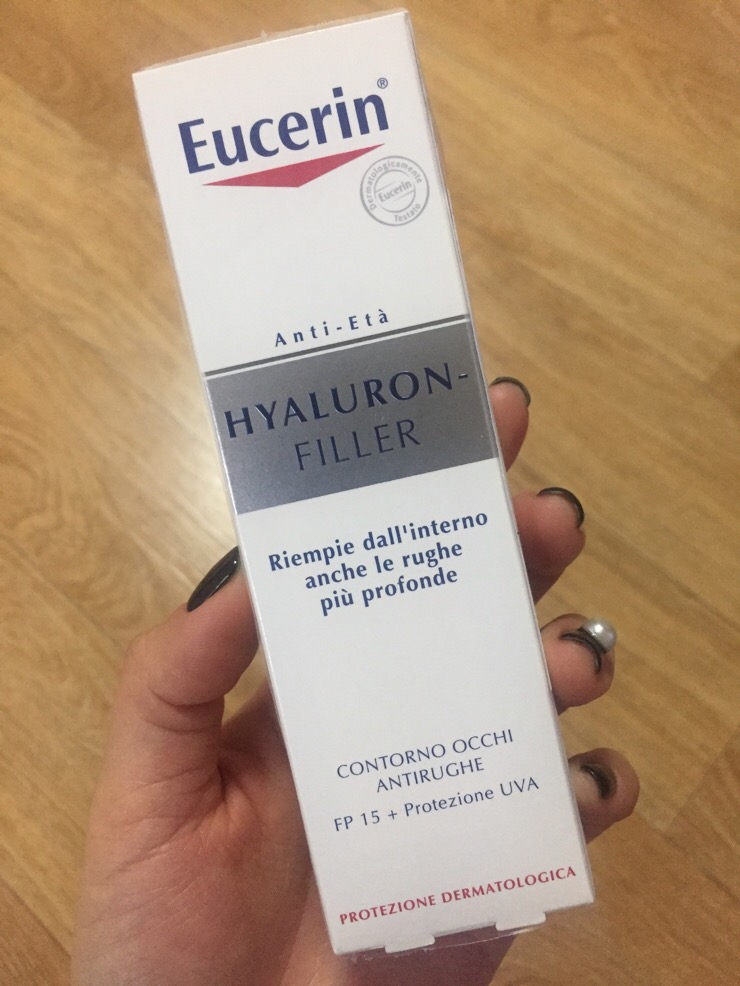 Eucerin®
Dermatologicamente
Eucerin
Testato
Anti-Età
HYALURON-
FILLER
Riempie dall'interno
anche le rughe
più profonde
CONTORNO OCCHI
ANTIRUGHE
FP 15 + Protezione UVA
PROTEZIONE DERMATOLOGICA